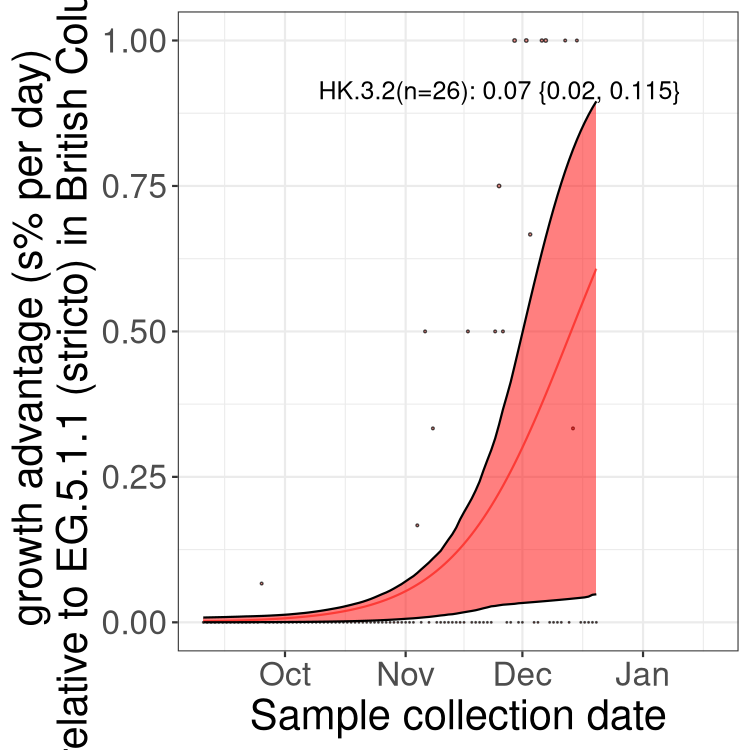 growth advantage (s% per day)
relative to EG.5.1.1 (stricto) in British Colu
1.00
0.75
0.50
0.25
0.00
HK.3.2(n=26): 0.07 {0.02, 0.115}
Oct Nov Dec Jan
Sample collection date